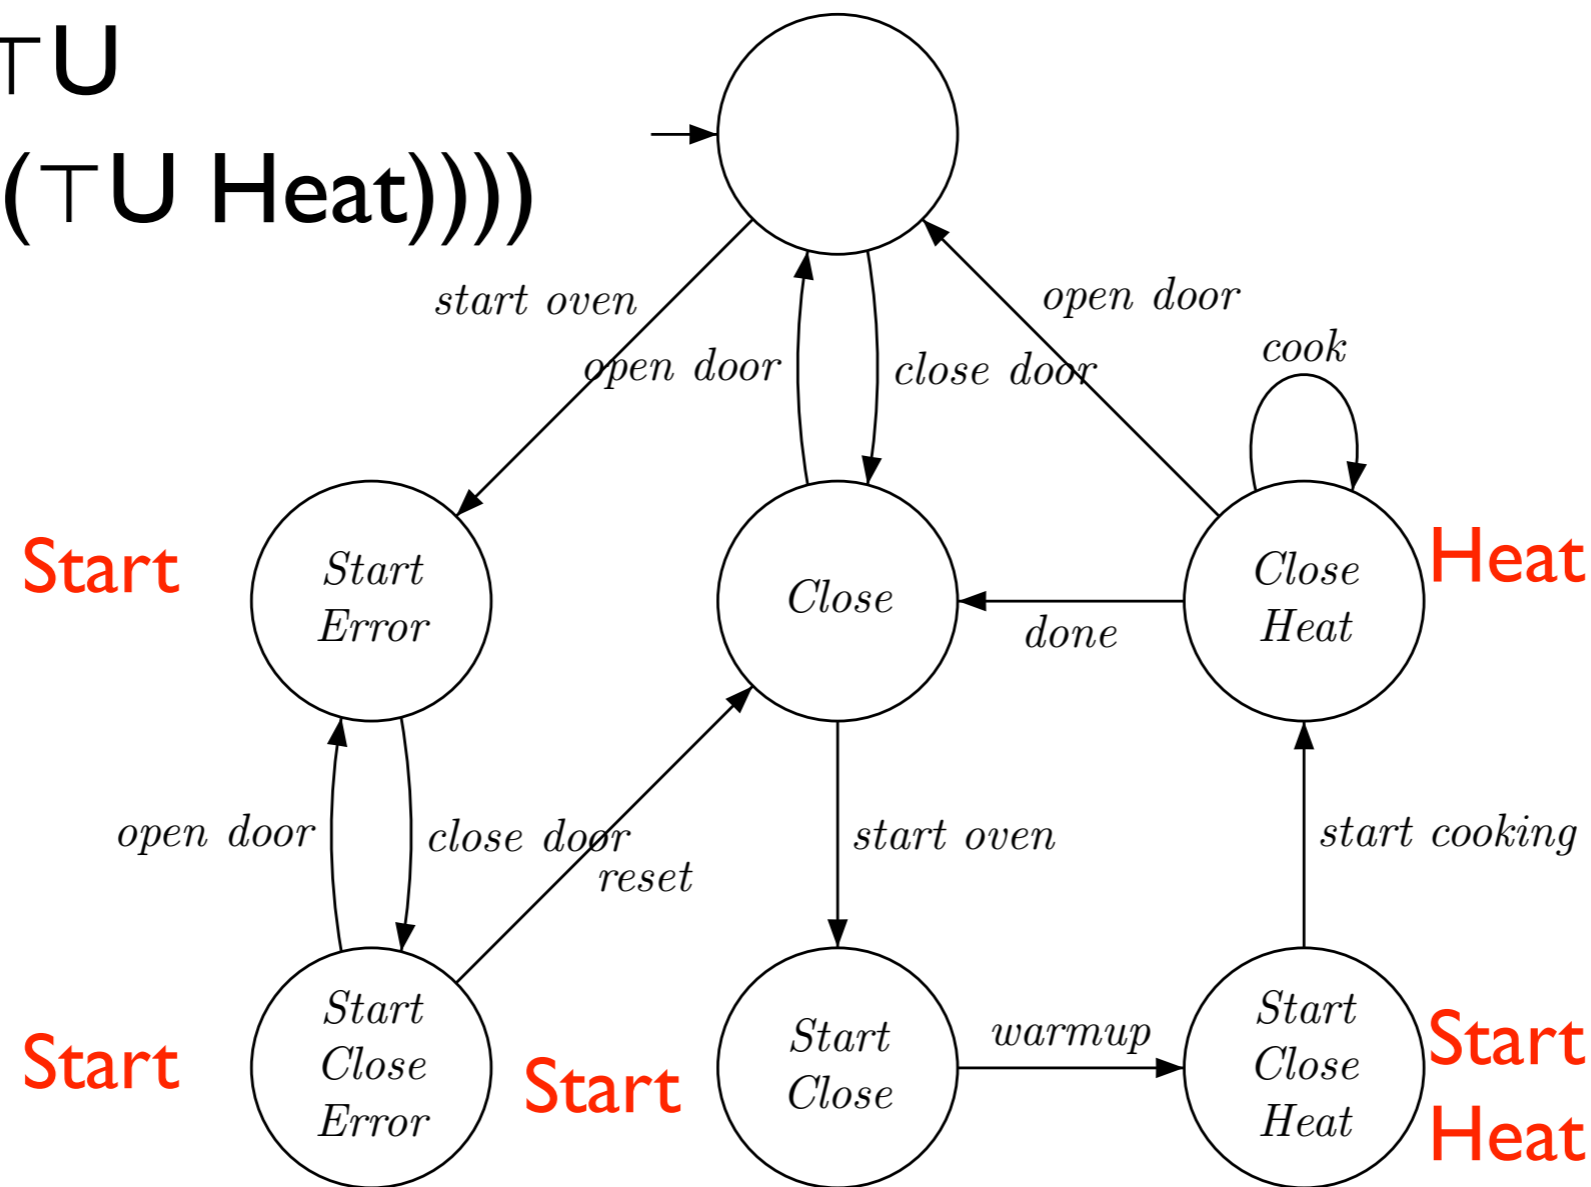 ⊤U
(⊤U Heat))))
start oven
open door
open door
close door
cook
Start
Start
Error
Close
Close
Heat
Heat
done
open door
close door
reset
start oven
start cooking
Start
Start
Close
Error
Start
Start
Close
warmup
Start
Close
Heat
Start
Heat